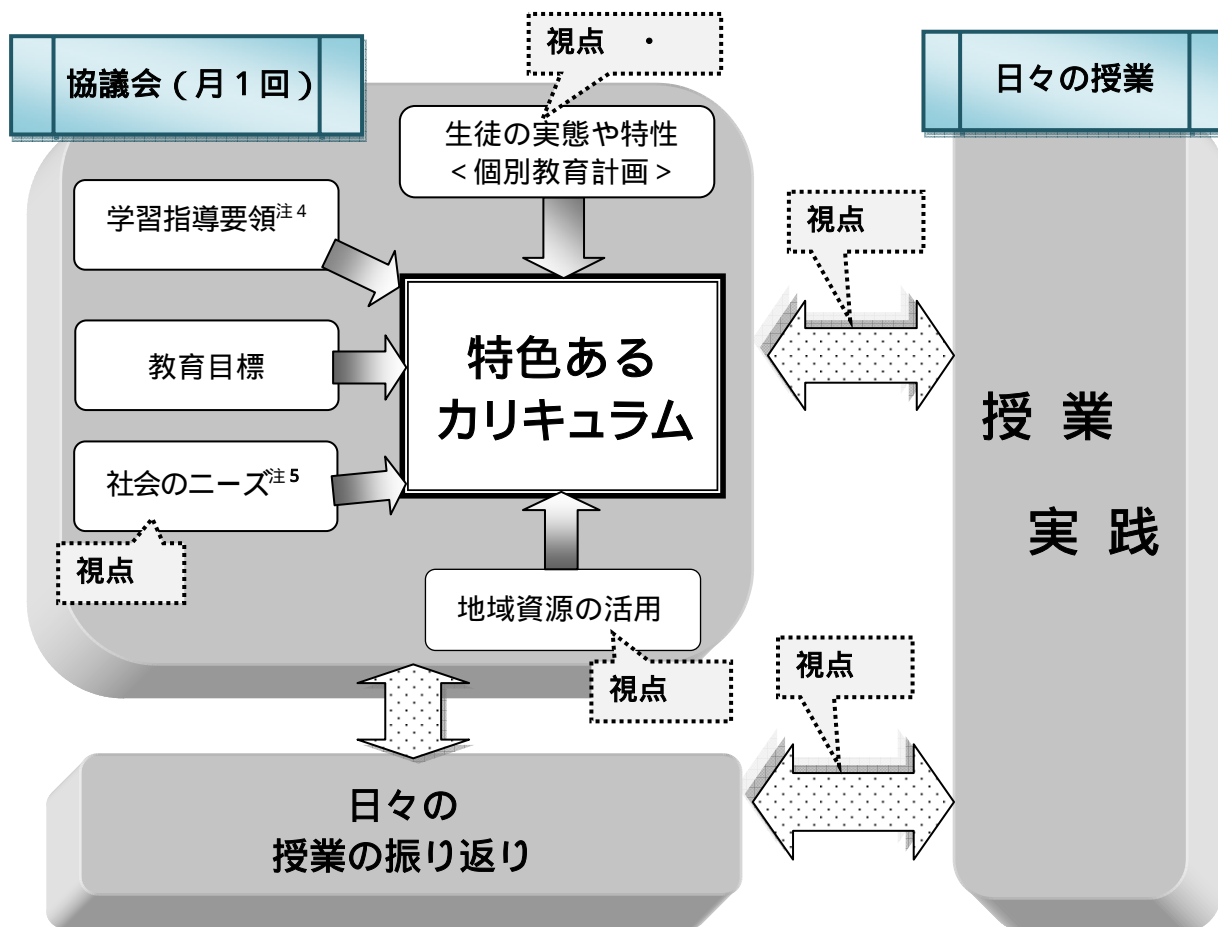 協議会（月１回）
視点　・
日々の授業
生徒の実態や特性
＜個別教育計画＞
学習指導要領注４
視点
特色ある
カリキュラム
教育目標
授 業
実 践
社会のニーズ注５
視点
地域資源の活用
視点
視点
日々の
授業の振り返り